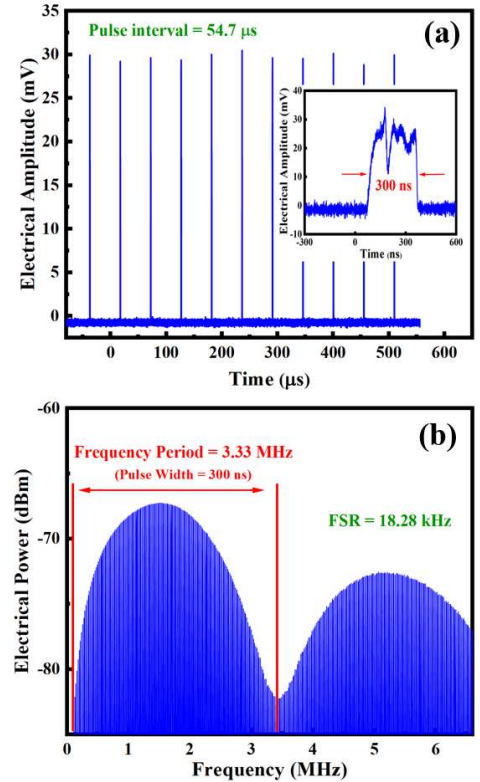 Pulse interval = 54.7 μs
(a)
Electrical Amplitude (mV)
35
30
25
20
15
10
5
0
0
100
200
300
400
500
600
Time (μs)
Electrical Amplitude (mV)
40
30
20
10
0
-10
300 ns
-300
0
300
600
Time (ns)
(b)
Frequency Period = 3.33 MHz
(Pulse Width = 300 ns)
FSR = 18.28 kHz
Electrical Power (dBm)
-60
-70
-80
0
1
2
3
4
5
6
Frequency (MHz)